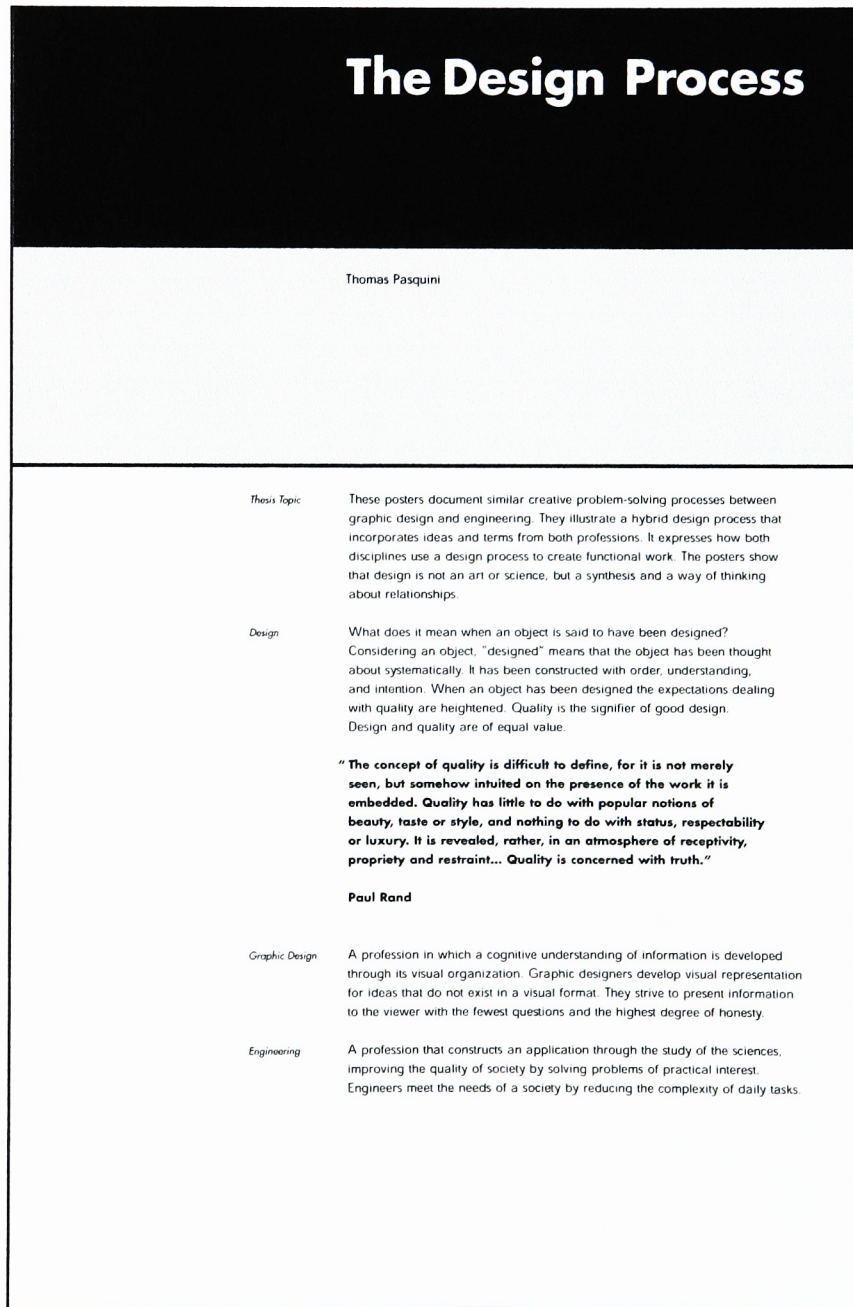 The Design Process
Thomas Pasquini
Thesis Topic
These posters document similar creative problem-solving processes between
graphic design and engineering. They illustrate a hybrid design process that
incorporates ideas and terms from both professions. It expresses how both
disciplines use a design process to create functional work. The posters show
that design is not an art or science, but a synthesis and a way of thinking
about relationships.
Design
What does it mean when an object is said to have been designed?
Considering an object, "designed" means that the object has been thought
about systematically. It has been constructed with order, understanding,
and intention. When an object has been designed the expectations dealing
with quality are heightened. Quality is the signifier of good design.
Design and quality are of equal value.
" The concept of quality is difficult to define, for it is not merely
seen, but somehow intuited on the presence of the work it is
embedded. Quality has little to do with popular notions of
beauty, taste or style, and nothing to do with status, respectability
or luxury. It is revealed, rather, in an atmosphere of receptivity,
propriety and restraint... Quality is concerned with truth."
Paul Rand
Graphic Design
A profession in which a cognitive understanding of information is developed
through its visual organization. Graphic designers develop visual representation
for ideas that do not exist in a visual format. They strive to present information
to the viewer with the fewest questions and the highest degree of honesty.
Engineering
A profession that constructs an application through the study of the sciences,
improving the quality of society by solving problems of practical interest.
Engineers meet the needs of a society by reducing the complexity of daily tasks.